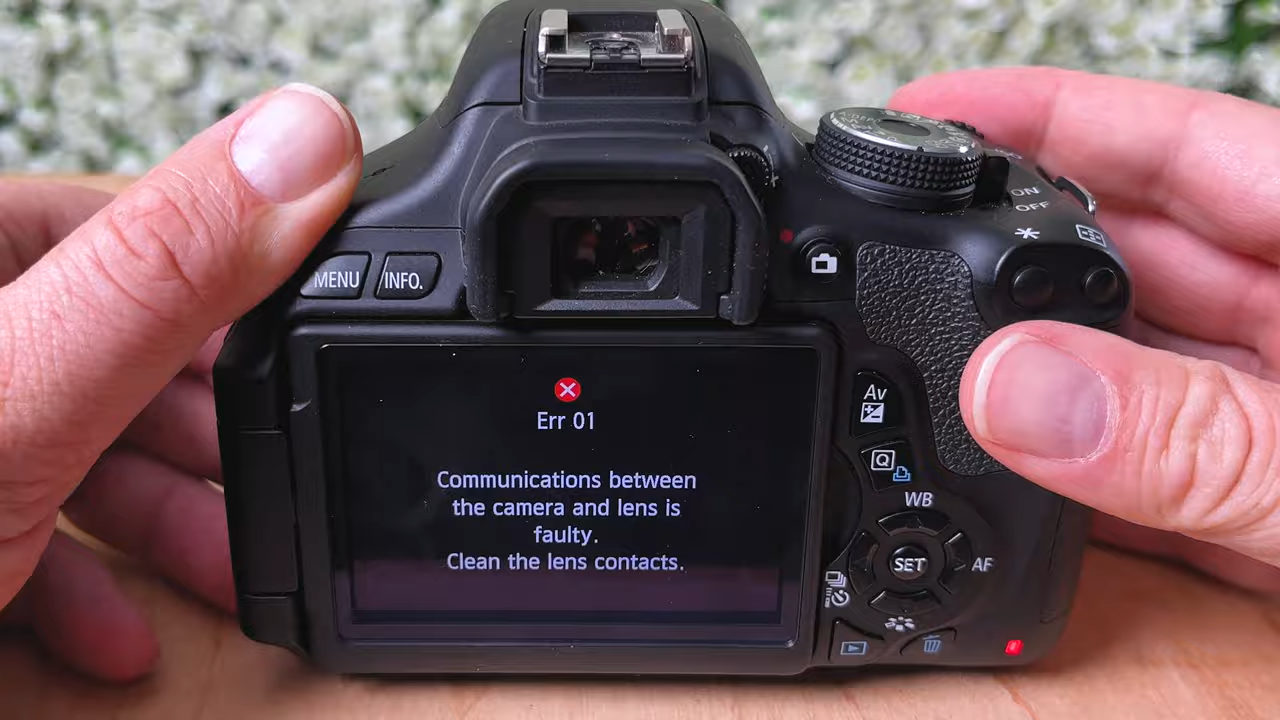 ON
OFF
MENU
INFO.
Err 01
Communications between
the camera and lens is
faulty.
Clean the lens contacts.
Av
Q
WB
SET
AF